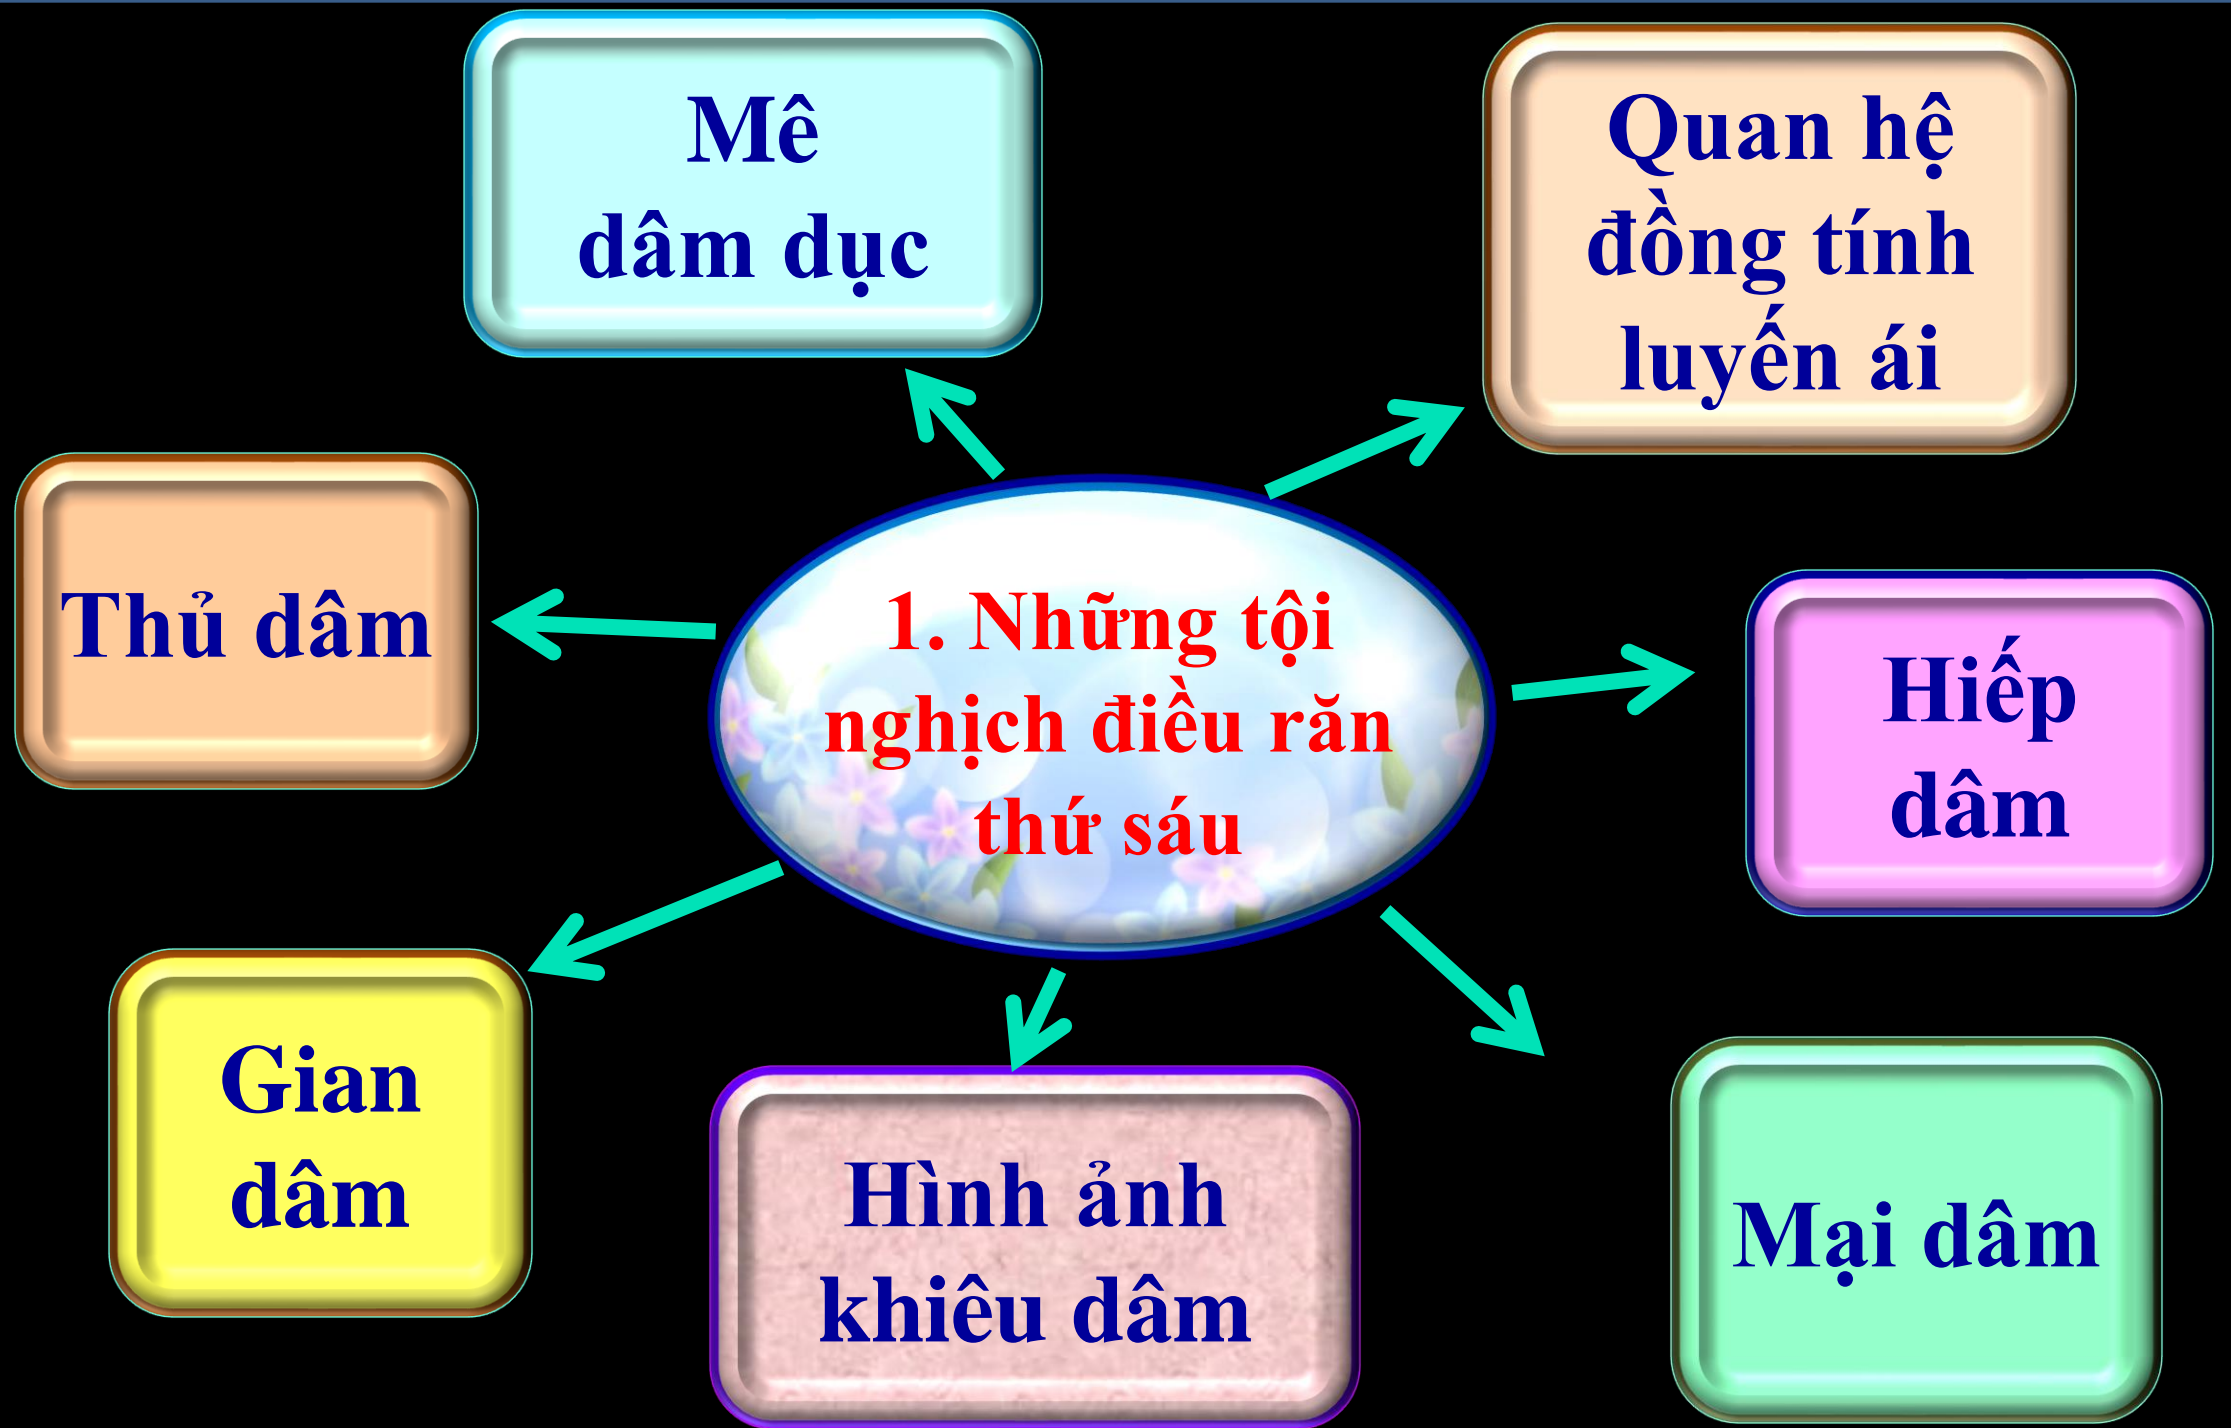 Mê
dâm dục
Quan hệ
đồng tính
luyến ái
Thủ dâm
1. Những tội
nghịch điều răn
thứ sáu
Hiếp
dâm
Gian
dâm
Hình ảnh
khiêu dâm
Mại dâm